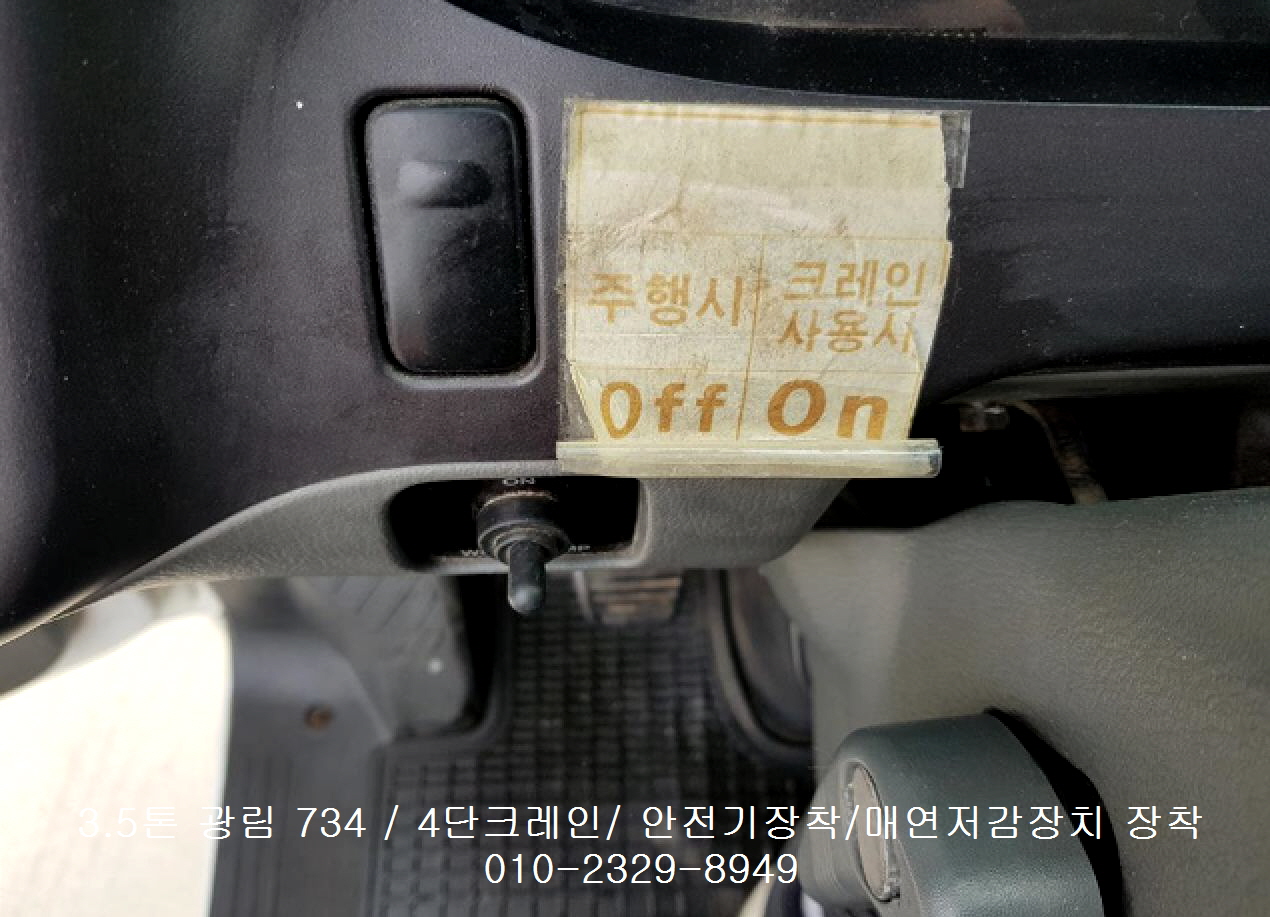 주행시
크레인
사용시
Off
On
ON
3.5톤 광림 734 / 4단크레인/ 안전기장착/매연저감장치 장착
010-2329-8949